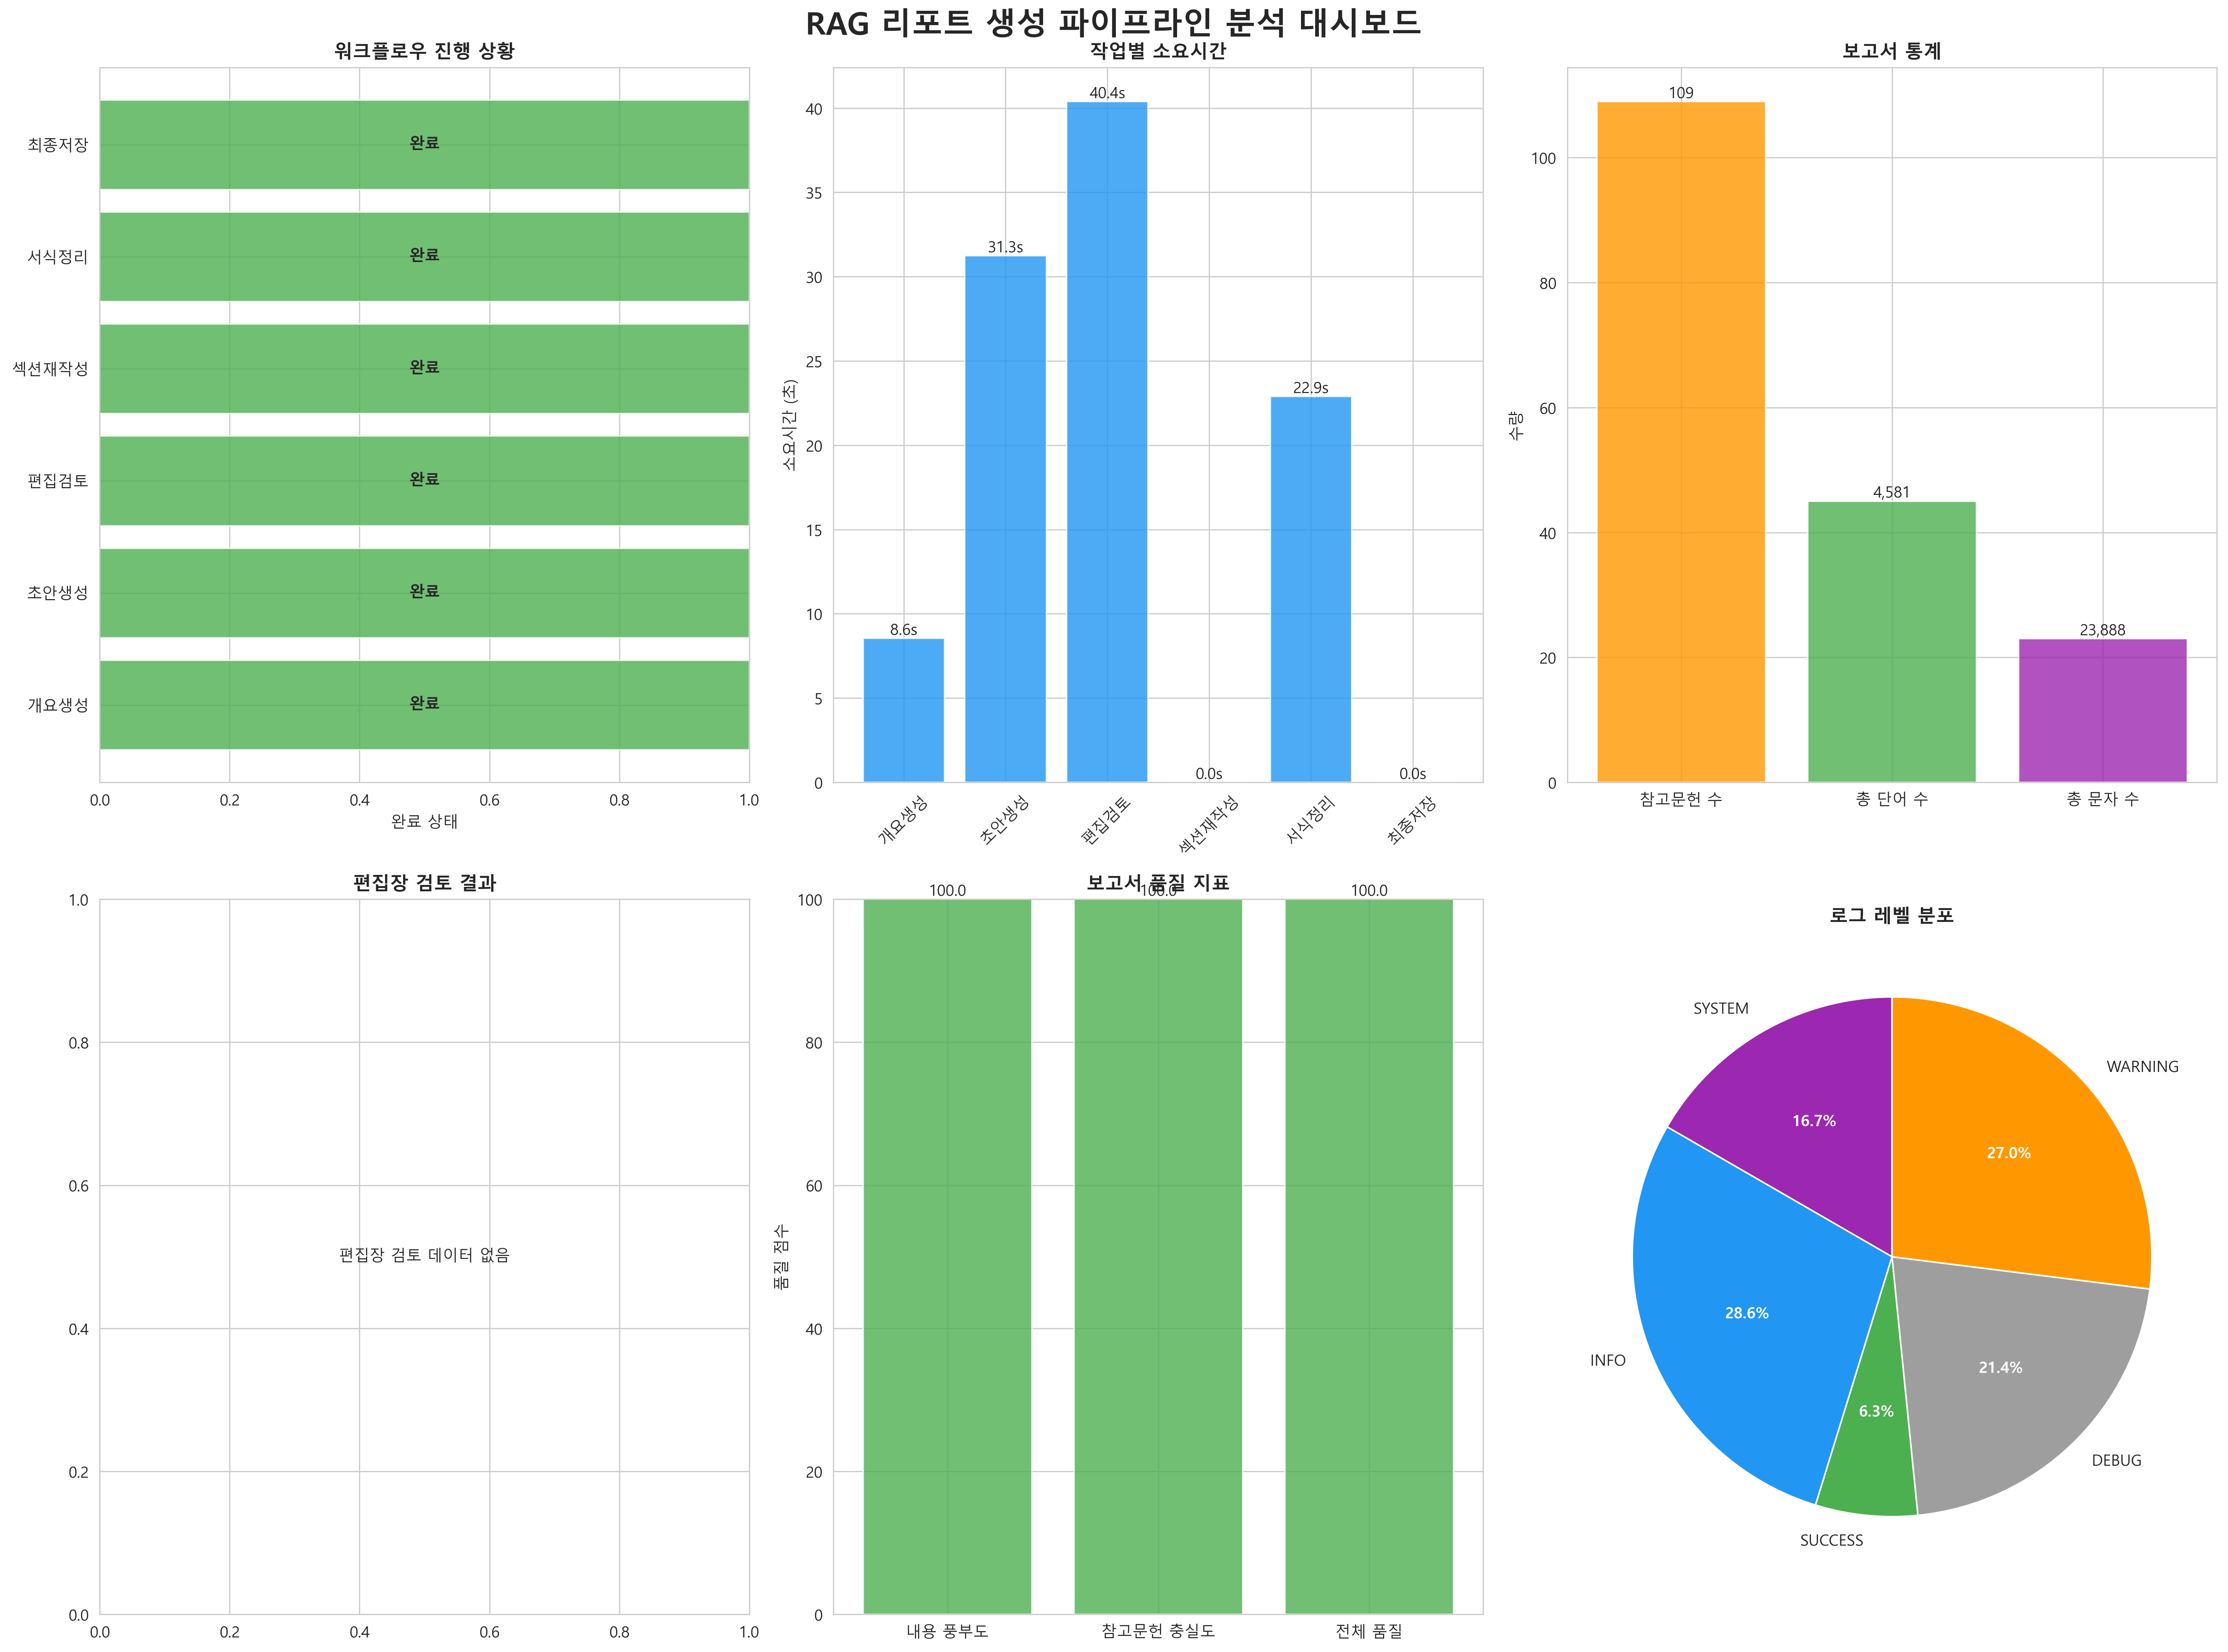 RAG 리포트 생성 파이프라인 분석 대시보드
워크플로우 진행 상황
최종저장
서식정리
섹션재작성
편집검토
초안생성
개요생성
완료
완료
완료
완료
완료
완료
0.0 0.2 0.4 0.6 0.8 1.0
완료 상태
작업별 소요시간
소요시간 (초)
40
35
30
25
20
15
10
5
0
8.6s
31.3s
40.4s
0.0s
22.9s
0.0s
개요생성
초안생성
편집검토
섹션재작성
서식정리
최종저장
보고서 통계
수량
100
80
60
40
20
0
109
4,581
23,888
참고문헌 수
총 단어 수
총 문자 수
편집장 검토 결과
1.0
0.8
0.6
0.4
0.2
0.0
편집장 검토 데이터 없음
0.0 0.2 0.4 0.6 0.8 1.0
보고서 품질 지표
품질 점수
100
80
60
40
20
0
100.0
100.0
100.0
내용 풍부도
참고문헌 충실도
전체 품질
로그 레벨 분포
SYSTEM
16.7%
WARNING
27.0%
INFO
28.6%
DEBUG
21.4%
SUCCESS
6.3%